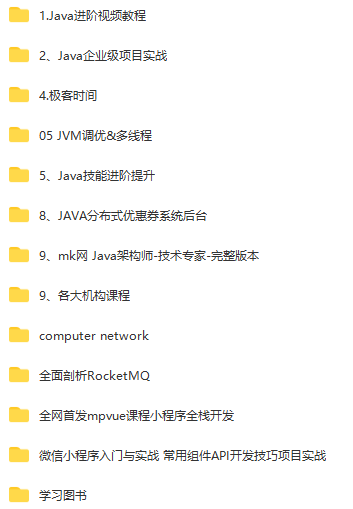 1.Java进阶视频教程
2、Java企业级项目实战
4.极客时间
05 JVM调优&多线程
5、Java技能进阶提升
8、JAVA分布式优惠券系统后台
9、mk网 Java架构师-技术专家-完整版本
9、各大机构课程
computer network
全面剖析RocketMQ
全网首发mpvue课程小程序全栈开发
微信小程序入门与实战 常用组件API开发技巧项目实战
学习图书